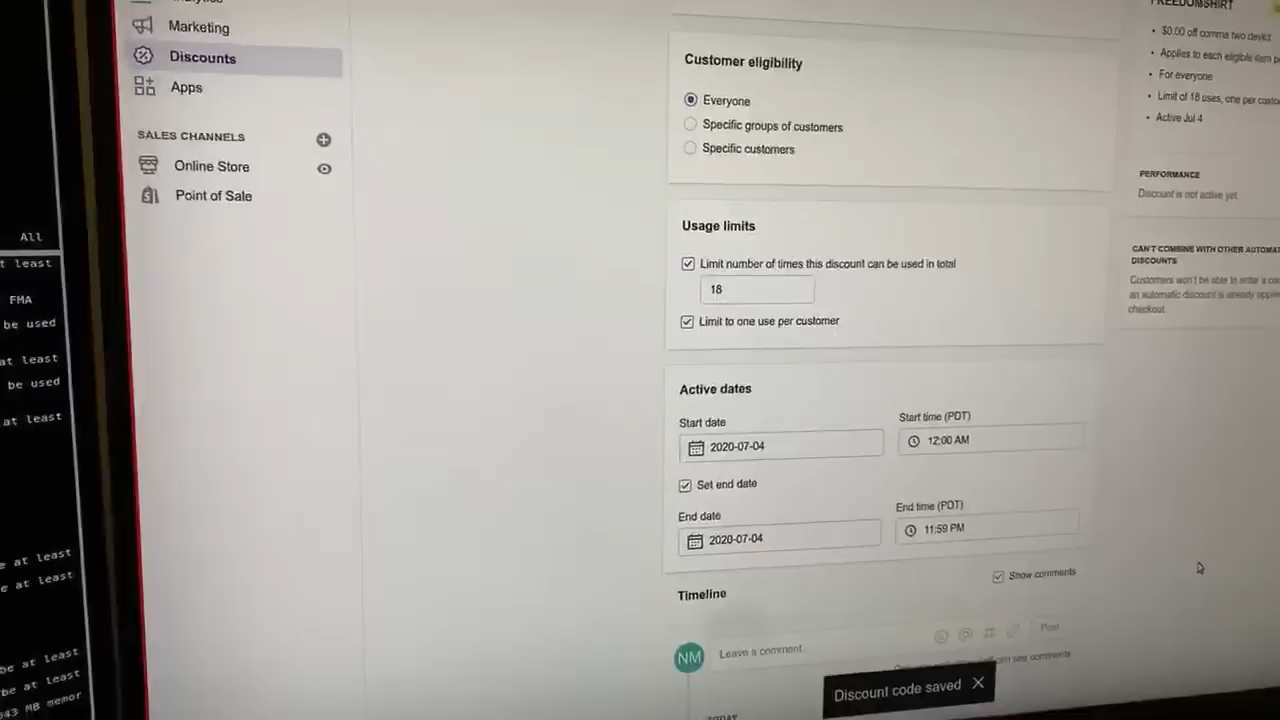 All
t least
FMA
be used
at least
be used
at least
e at least
e at least
be at least
be at least
043 MB memor
Marketing
Discounts
Apps
SALES CHANNELS
Online Store
Point of Sale
Customer eligibility
Everyone
Specific groups of customers
Specific customers
Usage limits
Limit number of times this discount can be used in total
18
Limit to one use per customer
Active dates
Start date
Start time (PDT)
2020-07-04
12:00 AM
Set end date
End date
End time (PDT)
2020-07-04
11:59 PM
Show comments
Timeline
NM
Leave a comment
Post
can see comments
Discount code saved
TODAY
FREEDOMSHIRT
• $0.00 off comma two devkit
• Applies to each eligible item p
• For everyone
• Limit of 18 uses, one per custo
• Active Jul 4
PERFORMANCE
Discount is not active yet.
CAN'T COMBINE WITH OTHER AUTOMAT
DISCOUNTS
Customers won't be able to enter a co
an automatic discount is already applie
checkout.